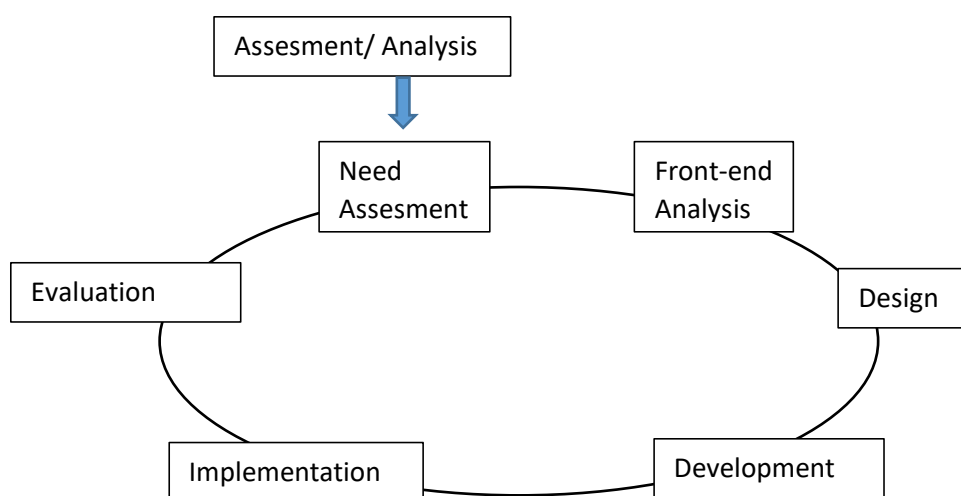 Assesment/ Analysis
Need
Assesment
Front-end
Analysis
Evaluation
Design
Implementation
Development